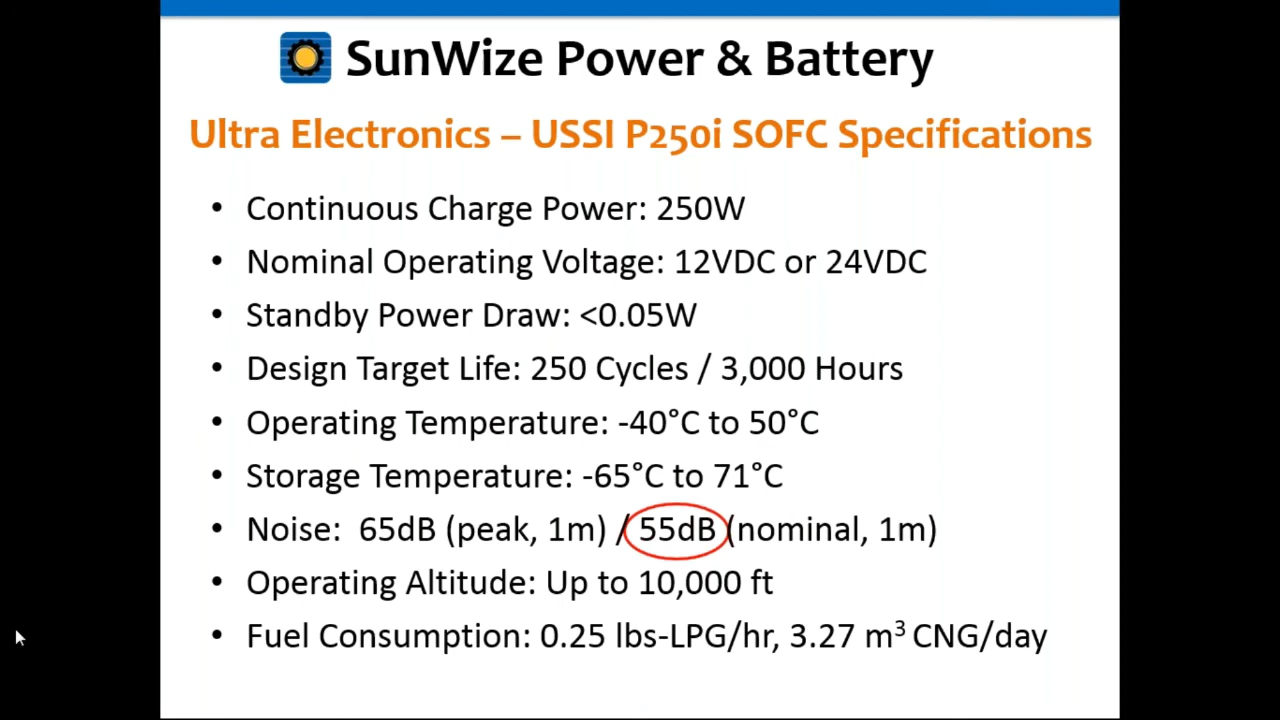 SunWize Power & Battery
Ultra Electronics – USSI P250i SOFC Specifications
• Continuous Charge Power: 250W
• Nominal Operating Voltage: 12VDC or 24VDC
• Standby Power Draw: <0.05W
• Design Target Life: 250 Cycles / 3,000 Hours
• Operating Temperature: -40°C to 50°C
• Storage Temperature: -65°C to 71°C
• Noise:  65dB (peak, 1m) / 55dB (nominal, 1m)
• Operating Altitude: Up to 10,000 ft
• Fuel Consumption: 0.25 lbs-LPG/hr, 3.27 m³ CNG/day